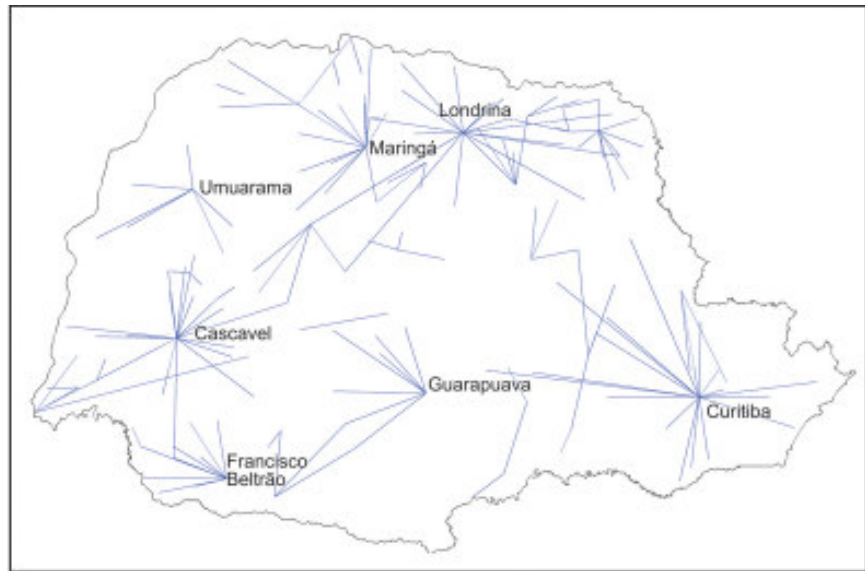 Londrina
Maringá
Umuarama
Cascavel
Guarapuava
Curitiba
Francisco
Beltrão